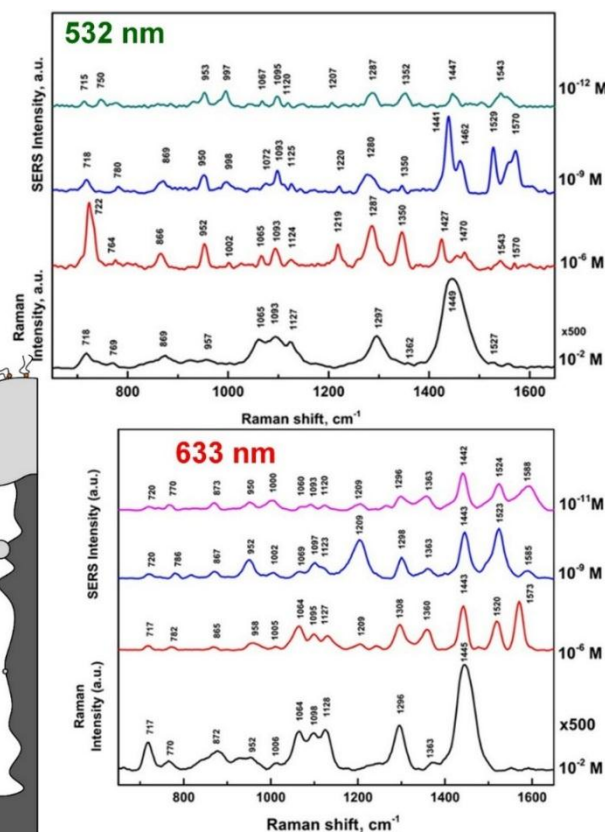 532 nm
SERS Intensity, a.u.
Raman
Intensity, a.u.
715 750 953 997 1067 1095 1120 1207 1287 1352 1447 1543
10-12 M
718 780 869 950 998 1072 1093 1125 1220 1280 1350 1441 1462 1529 1570
10-9 M
722 764 866 952 1002 1065 1093 1124 1219 1287 1350 1427 1470 1543 1570
10-6 M
718 769 869 957 1065 1093 1127 1297 1362 1449 1527
x500
10-2 M
800 1000 1200 1400 1600
Raman shift, cm-1
633 nm
SERS Intensity (a.u.)
Raman
Intensity (a.u.)
720 770 873 950 1000 1060 1093 1120 1209 1296 1363 1442 1524 1588
10-11M
720 786 867 952 1002 1069 1097 1123 1209 1298 1363 1443 1523 1585
10-9 M
717 782 865 958 1005 1064 1095 1127 1209 1308 1360 1443 1520 1573
10-6 M
717 770 872 952 1006 1064 1098 1128 1296 1363 1445
x500
10-2 M
800 1000 1200 1400 1600
Raman shift, cm-1